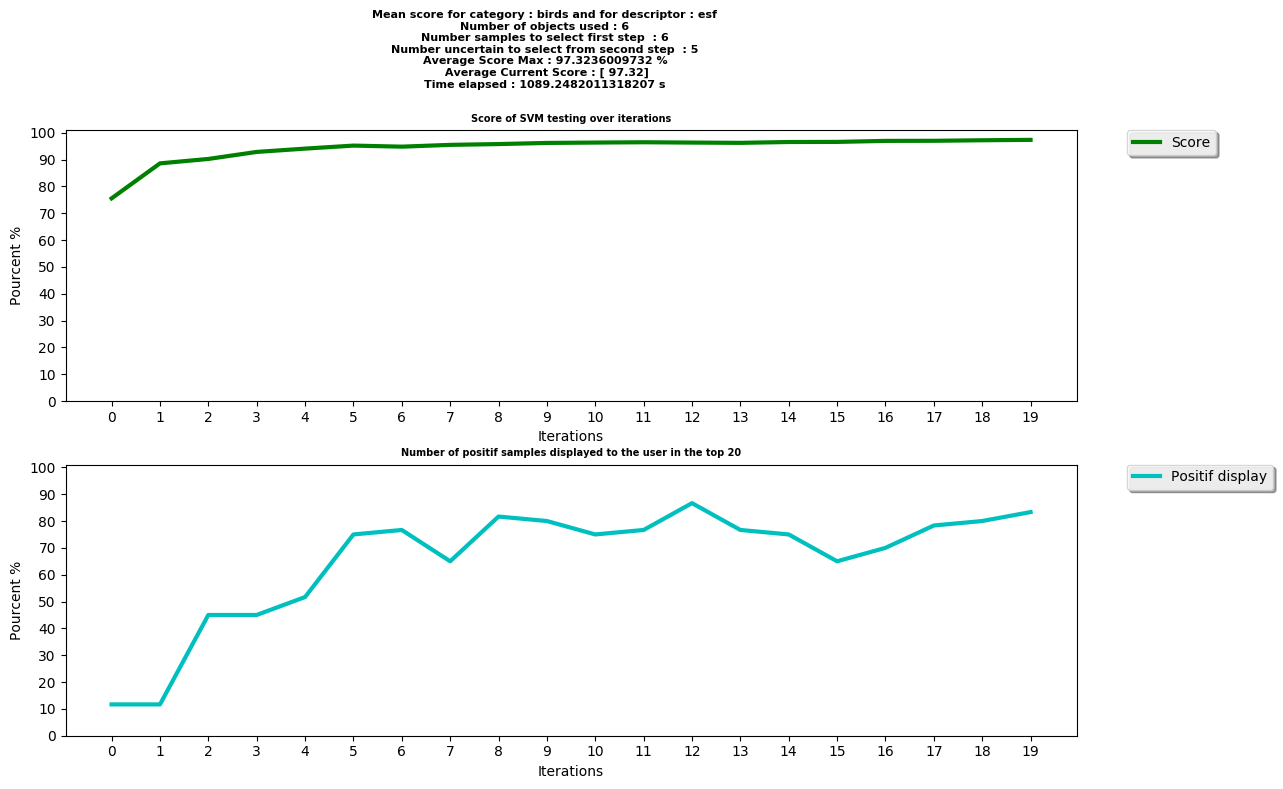 Mean score for category : birds and for descriptor : esf
Number of objects used : 6
Number samples to select first step  : 6
Number uncertain to select from second step  : 5
Average Score Max : 97.3236009732 %
Average Current Score : [ 97.32]
Time elapsed : 1089.2482011318207 s
Score of SVM testing over iterations
100
90
80
70
60
50
40
30
20
10
0
Pourcent %
0 1 2 3 4 5 6 7 8 9 10 11 12 13 14 15 16 17 18 19
Iterations
Score
Number of positif samples displayed to the user in the top 20
100
90
80
70
60
50
40
30
20
10
0
Pourcent %
0 1 2 3 4 5 6 7 8 9 10 11 12 13 14 15 16 17 18 19
Iterations
Positif display